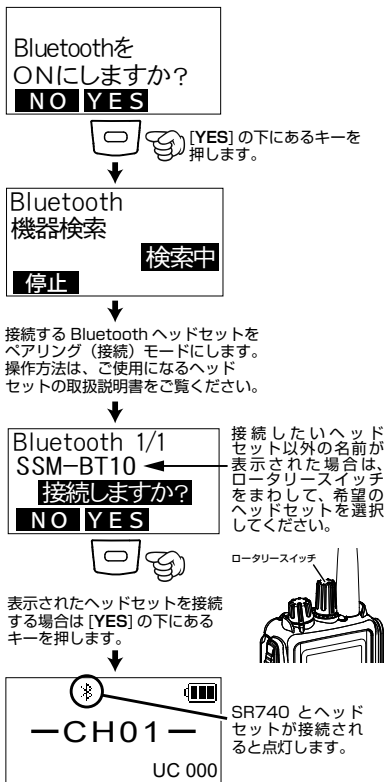 Bluetoothを
ONにしますか？
NO YES
[YES] の下にあるキーを
押します。
Bluetooth
機器検索
検索中
停止
接続する Bluetooth ヘッドセットを
ペアリング（接続）モードにします。
操作方法は、ご使用になるヘッド
セットの取扱説明書をご覧ください。
Bluetooth 1/1
SSM-BT10
接続しますか?
NO YES
接続したいヘッド
セット以外の名前が
表示された場合は、
ロータリースイッチ
をまわして、希望の
ヘッドセットを選択
してください。
ロータリースイッチ
表示されたヘッドセットを接続
する場合は [YES] の下にある
キーを押します。
ーCH01ー
UC 000
SR740 とヘッド
セットが接続され
ると点灯します。